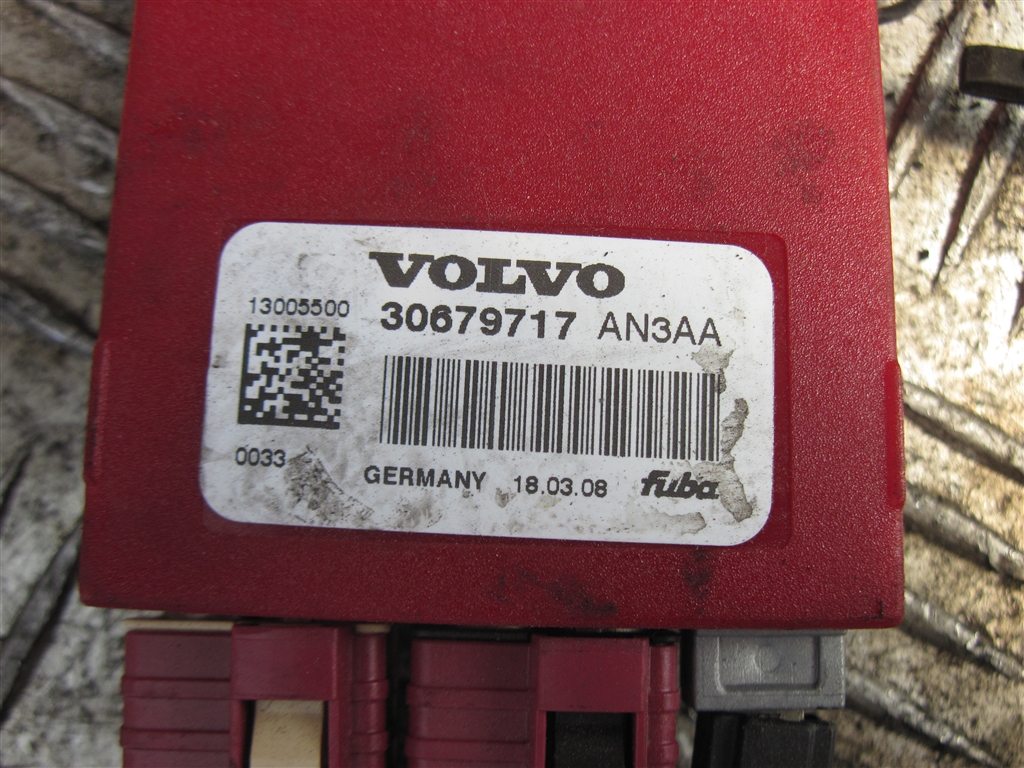 VOLVO
13005500
30679717 AN3AA
0033
GERMANY 18.03.08 fuba